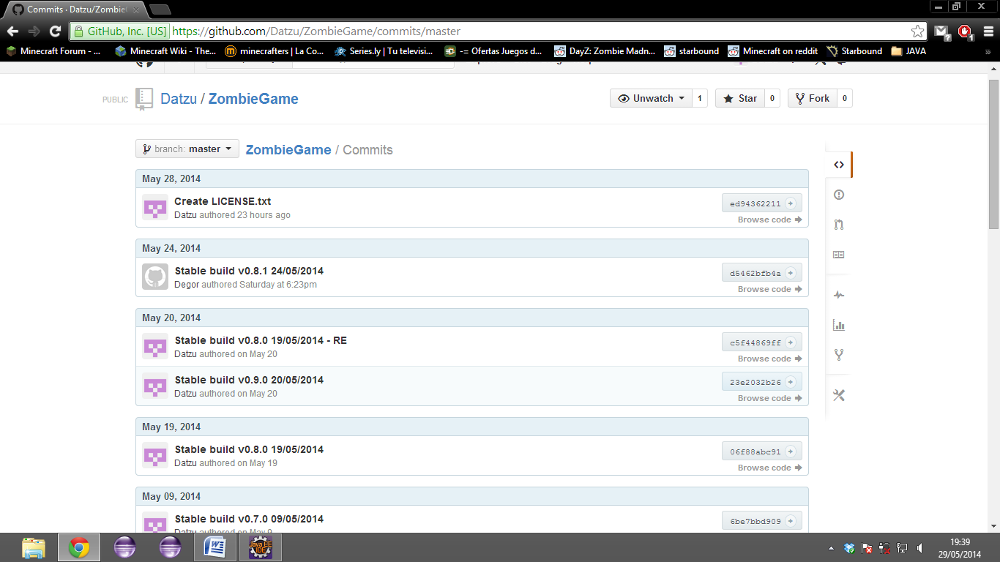 Commits · Datzu/Zombie
GitHub, Inc. [US] https://github.com/Datzu/ZombieGame/commits/master
Minecraft Forum - ... Minecraft Wiki - The... minecrafters | La Co... Series.ly | Tu televisi... -= Ofertas Juegos d... DayZ: Zombie Madn... starbound Minecraft on reddit Starbound JAVA »
PUBLIC Datzu / ZombieGame Unwatch 1 Star 0 Fork 0
branch: master ZombieGame / Commits
May 28, 2014
Create LICENSE.txt
Datzu authored 23 hours ago
ed94362211
Browse code
May 24, 2014
Stable build v0.8.1 24/05/2014
Degor authored Saturday at 6:23pm
d5462bfb4a
Browse code
May 20, 2014
Stable build v0.8.0 19/05/2014 - RE
Datzu authored on May 20
c5f44869ff
Browse code
Stable build v0.9.0 20/05/2014
Datzu authored on May 20
23e2032b26
Browse code
May 19, 2014
Stable build v0.8.0 19/05/2014
Datzu authored on May 19
06f88abc91
Browse code
May 09, 2014
Stable build v0.7.0 09/05/2014
Datzu authored on May 9
6be7bbd909
Java EE
IDE
19:39
29/05/2014